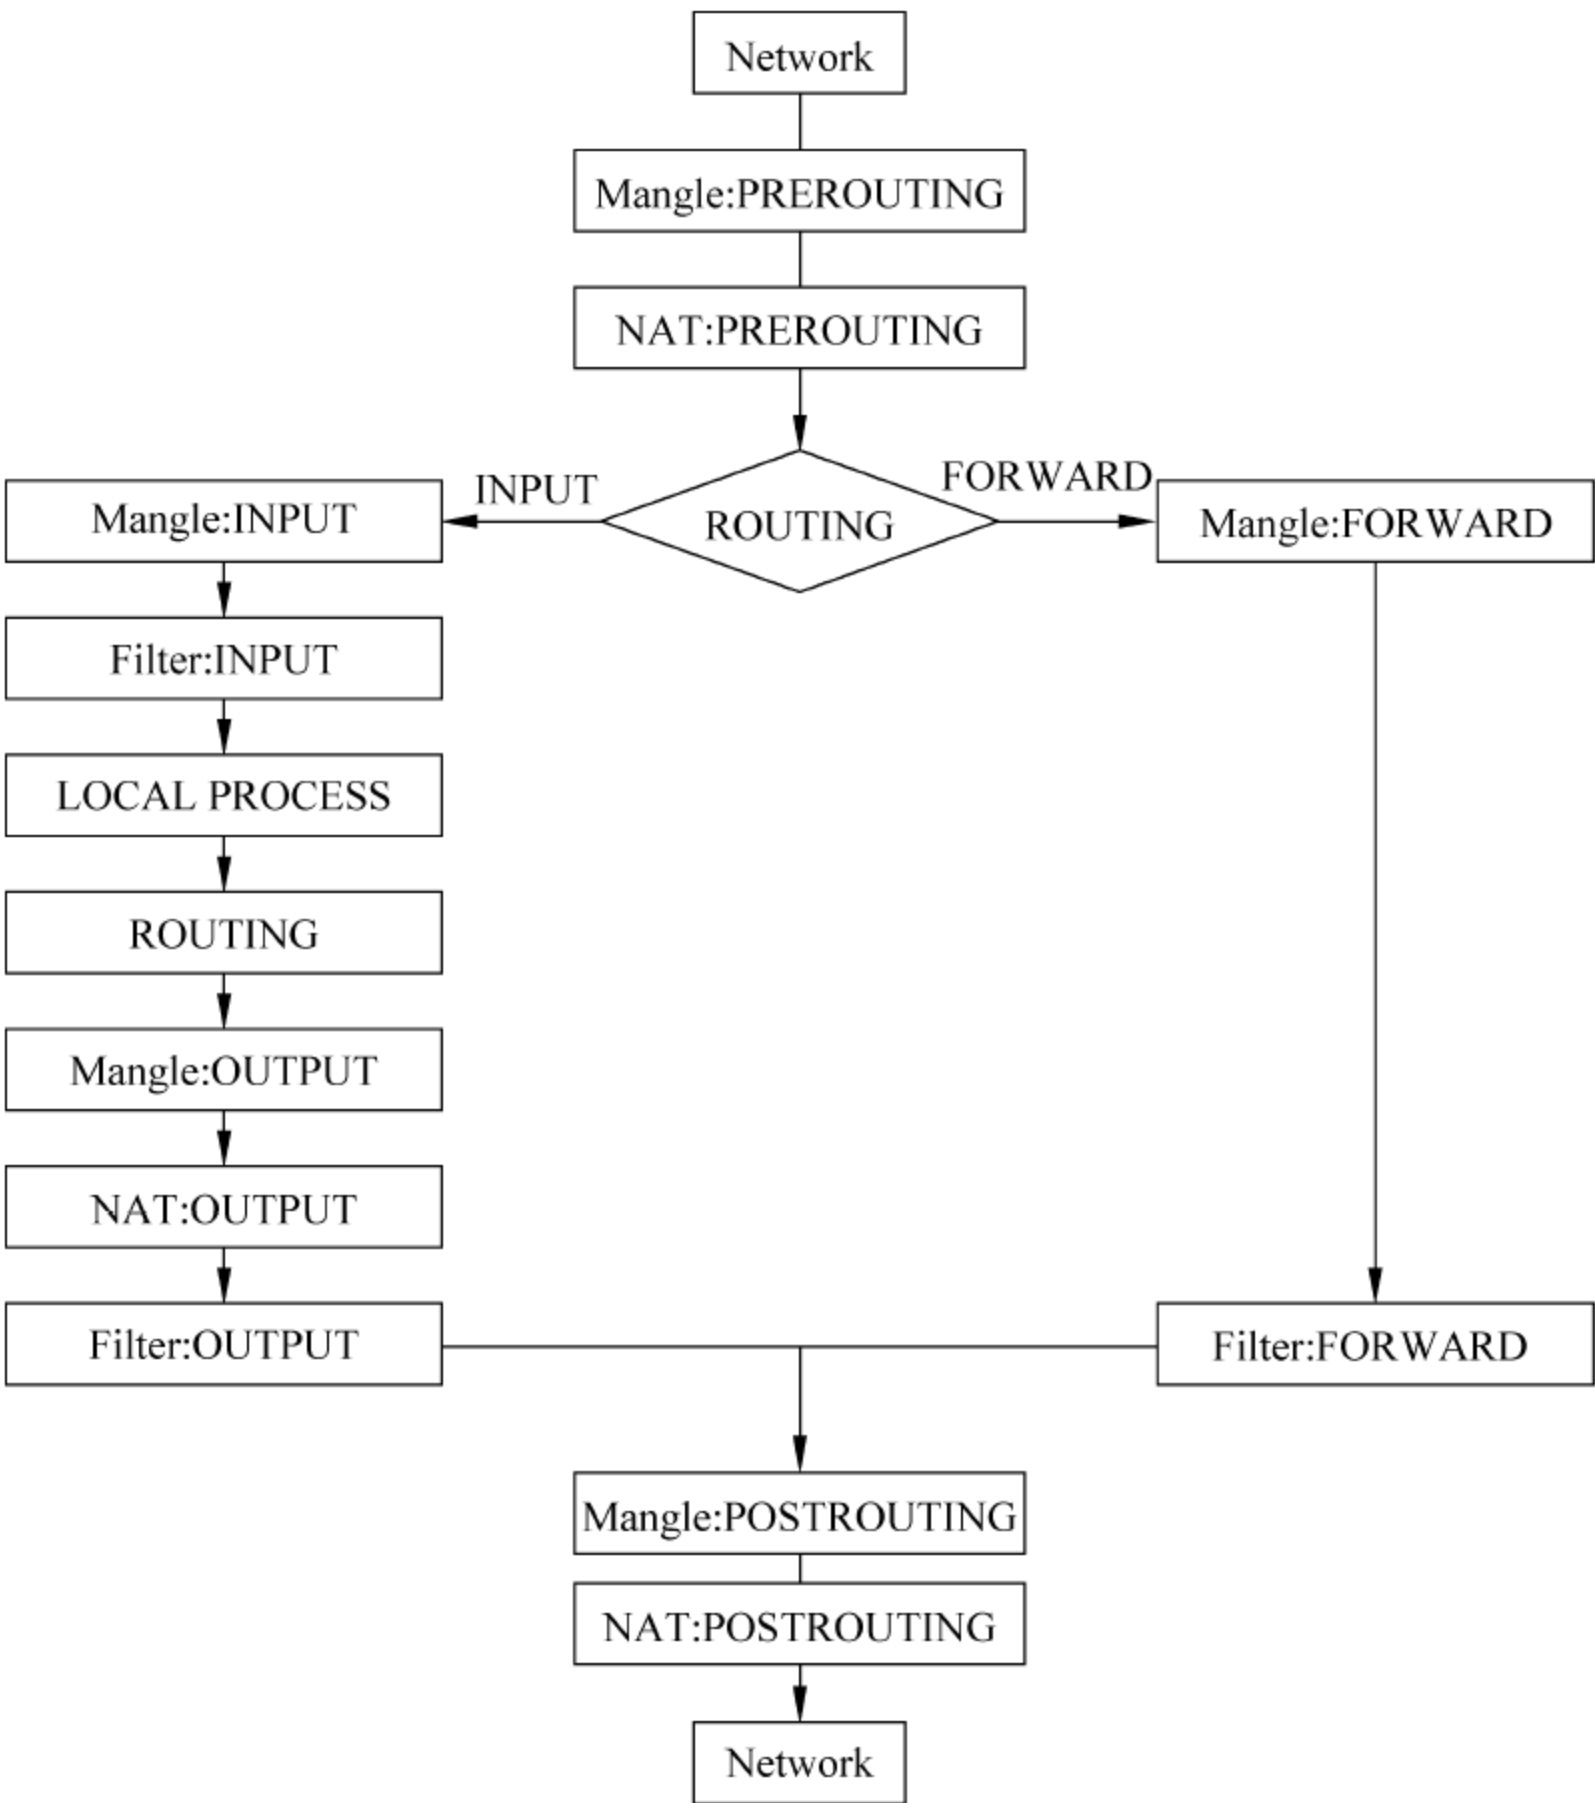 Network
Mangle:PREROUTING
NAT:PREROUTING
INPUT
FORWARD
Mangle:INPUT
ROUTING
Mangle:FORWARD
Filter:INPUT
LOCAL PROCESS
ROUTING
Mangle:OUTPUT
NAT:OUTPUT
Filter:OUTPUT
Filter:FORWARD
Mangle:POSTROUTING
NAT:POSTROUTING
Network